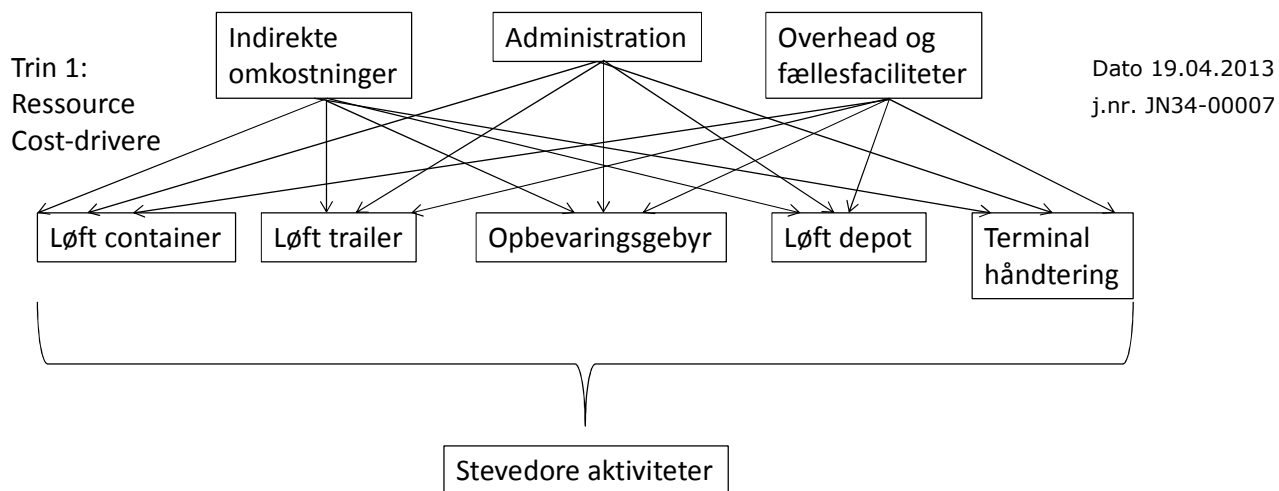 Trin 1:
Ressource
Cost-drivere
Indirekte
omkostninger
Administration
Overhead og
fællesfaciliteter
Dato 19.04.2013
j.nr. JN34-00007
Løft container
Løft trailer
Opbevaringsgebyr
Løft depot
Terminal
håndtering
Stevedore aktiviteter